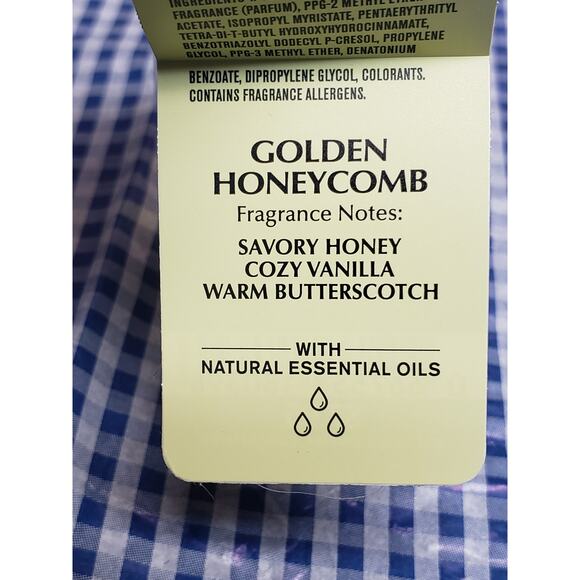 FRAGRANCE (PARFUM), PPG-2 METHYL ETHER
ACETATE, ISOPROPYL MYRISTATE, PENTAERYTHRITYL
TETRA-DI-T-BUTYL HYDROXYHYDROCINNAMATE,
BENZOTRIAZOLYL DODECYL P-CRESOL, PROPYLENE
GLYCOL, PPG-3 METHYL ETHER, DENATONIUM
BENZOATE, DIPROPYLENE GLYCOL, COLORANTS.
CONTAINS FRAGRANCE ALLERGENS.
GOLDEN
HONEYCOMB
Fragrance Notes:
SAVORY HONEY
COZY VANILLA
WARM BUTTERSCOTCH
WITH
NATURAL ESSENTIAL OILS